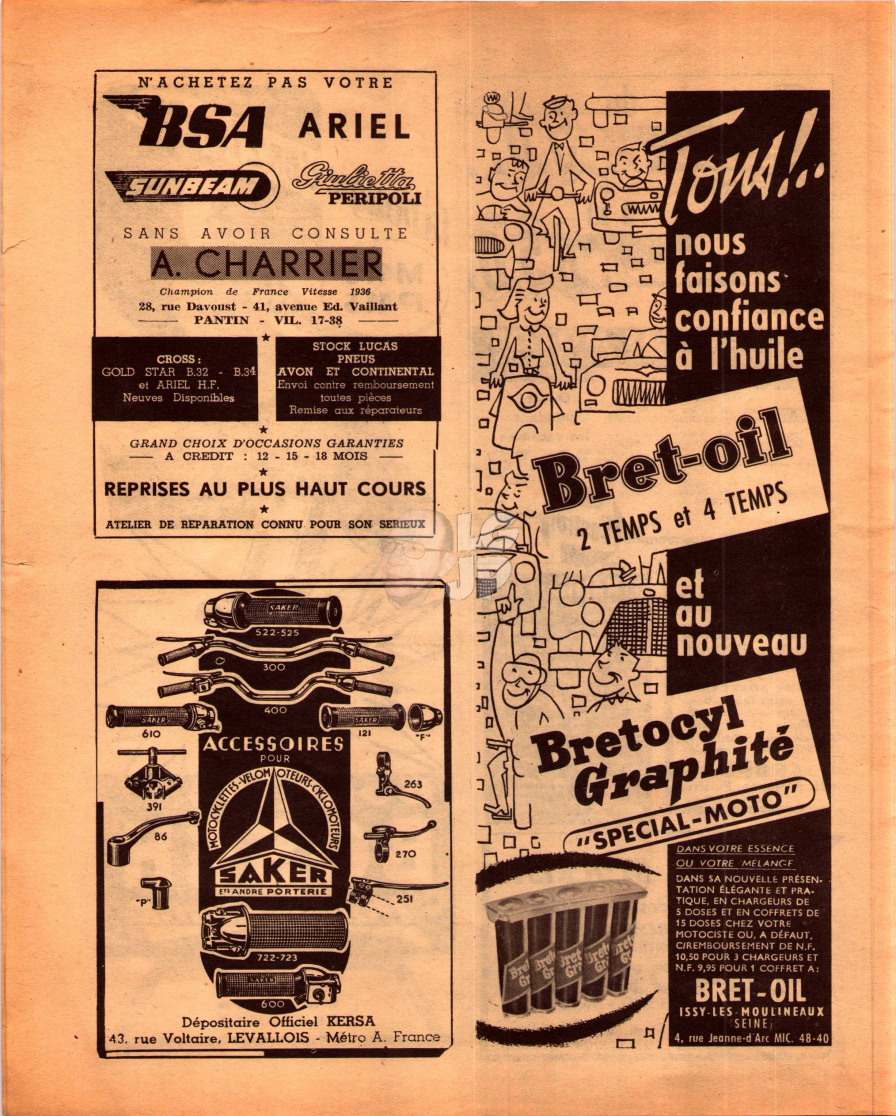 N'ACHETEZ PAS VOTRE
BSA ARIEL
SUNBEAM Giulietta
PERIPOLI
SANS AVOIR CONSULTE
A. CHARRIER
Champion de France Vitesse 1936
28, rue Davoust - 41, avenue Ed. Vaillant
PANTIN - VIL. 17-38
CROSS :
GOLD STAR B.32 - B.34
et ARIEL H.F.
Neuves Disponibles
STOCK LUCAS
PNEUS
AVON ET CONTINENTAL
Envoi contre remboursement
toutes pièces
Remise aux réparateurs
GRAND CHOIX D'OCCASIONS GARANTIES
A CREDIT : 12 - 15 - 18 MOIS
REPRISES AU PLUS HAUT COURS
ATELIER DE REPARATION CONNU POUR SON SERIEUX
SAKER
522-525
300
400
SAKER
610
SAKER
121
"F"
ACCESSOIRES
POUR
MOTOCYCLETTES-VELOMOTEURS-CYCLOMOTEURS
391
263
86
270
SAKER
ETS ANDRE PORTERIE
"P"
251
722-723
SAKER
600
Dépositaire Officiel KERSA
43, rue Voltaire, LEVALLOIS - Métro A. France
Tous!..
nous
faisons
confiance
à l'huile
Bret-oil
2 TEMPS et 4 TEMPS
et
au
nouveau
Bretocyl
Graphité
"SPECIAL-MOTO"
DANS VOTRE ESSENCE
OU VOTRE MÉLANGE
DANS SA NOUVELLE PRÉSEN-
TATION ÉLÉGANTE ET PRA-
TIQUE, EN CHARGEURS DE
5 DOSES ET EN COFFRETS DE
15 DOSES CHEZ VOTRE
MOTOCISTE OU, A DÉFAUT,
C/REMBOURSEMENT DE N.F.
10,50 POUR 3 CHARGEURS ET
N.F. 9,95 POUR 1 COFFRET A :
BRET-OIL
ISSY-LES-MOULINEAUX
(SEINE)
4, rue Jeanne-d'Arc MIC. 48-40